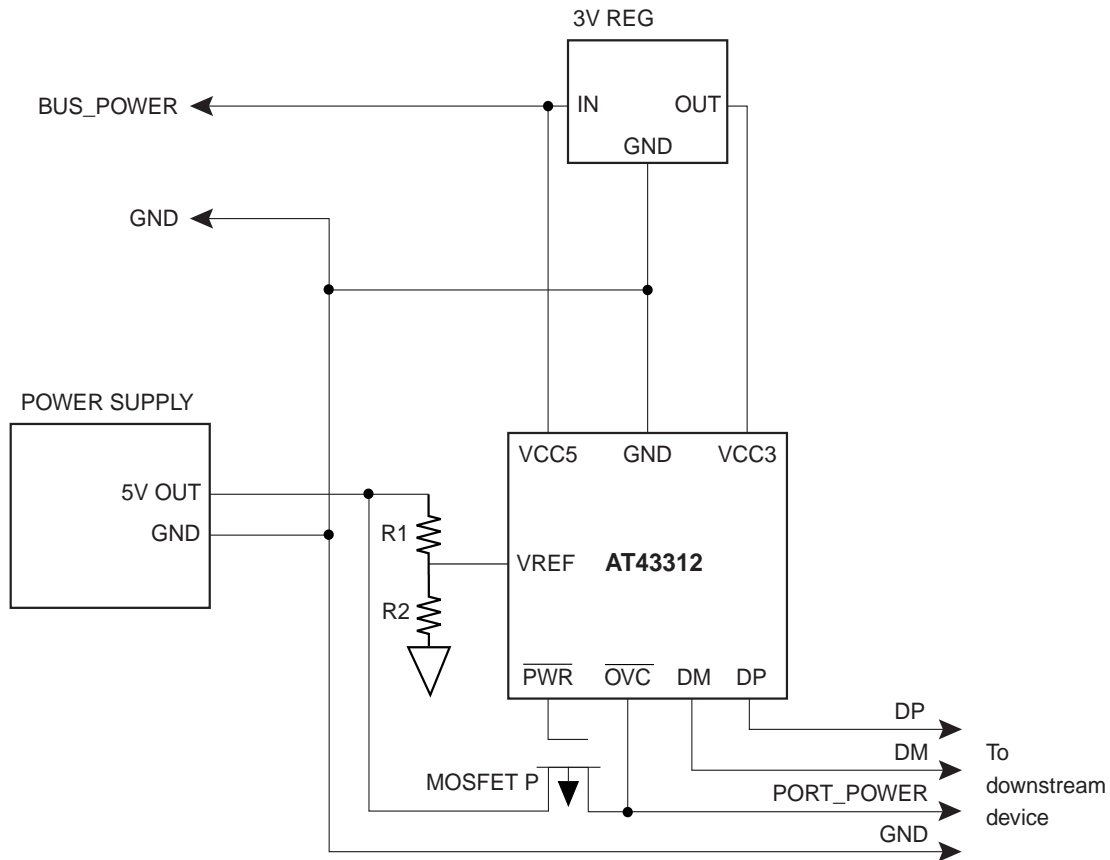 3V REG
BUS_POWER
IN
OUT
GND
GND
POWER SUPPLY
5V OUT
GND
R1
R2
VCC5
GND
VCC3
VREF
AT43312
PWR
OVC
DM
DP
MOSFET P
DP
DM
PORT_POWER
GND
To
downstream
device